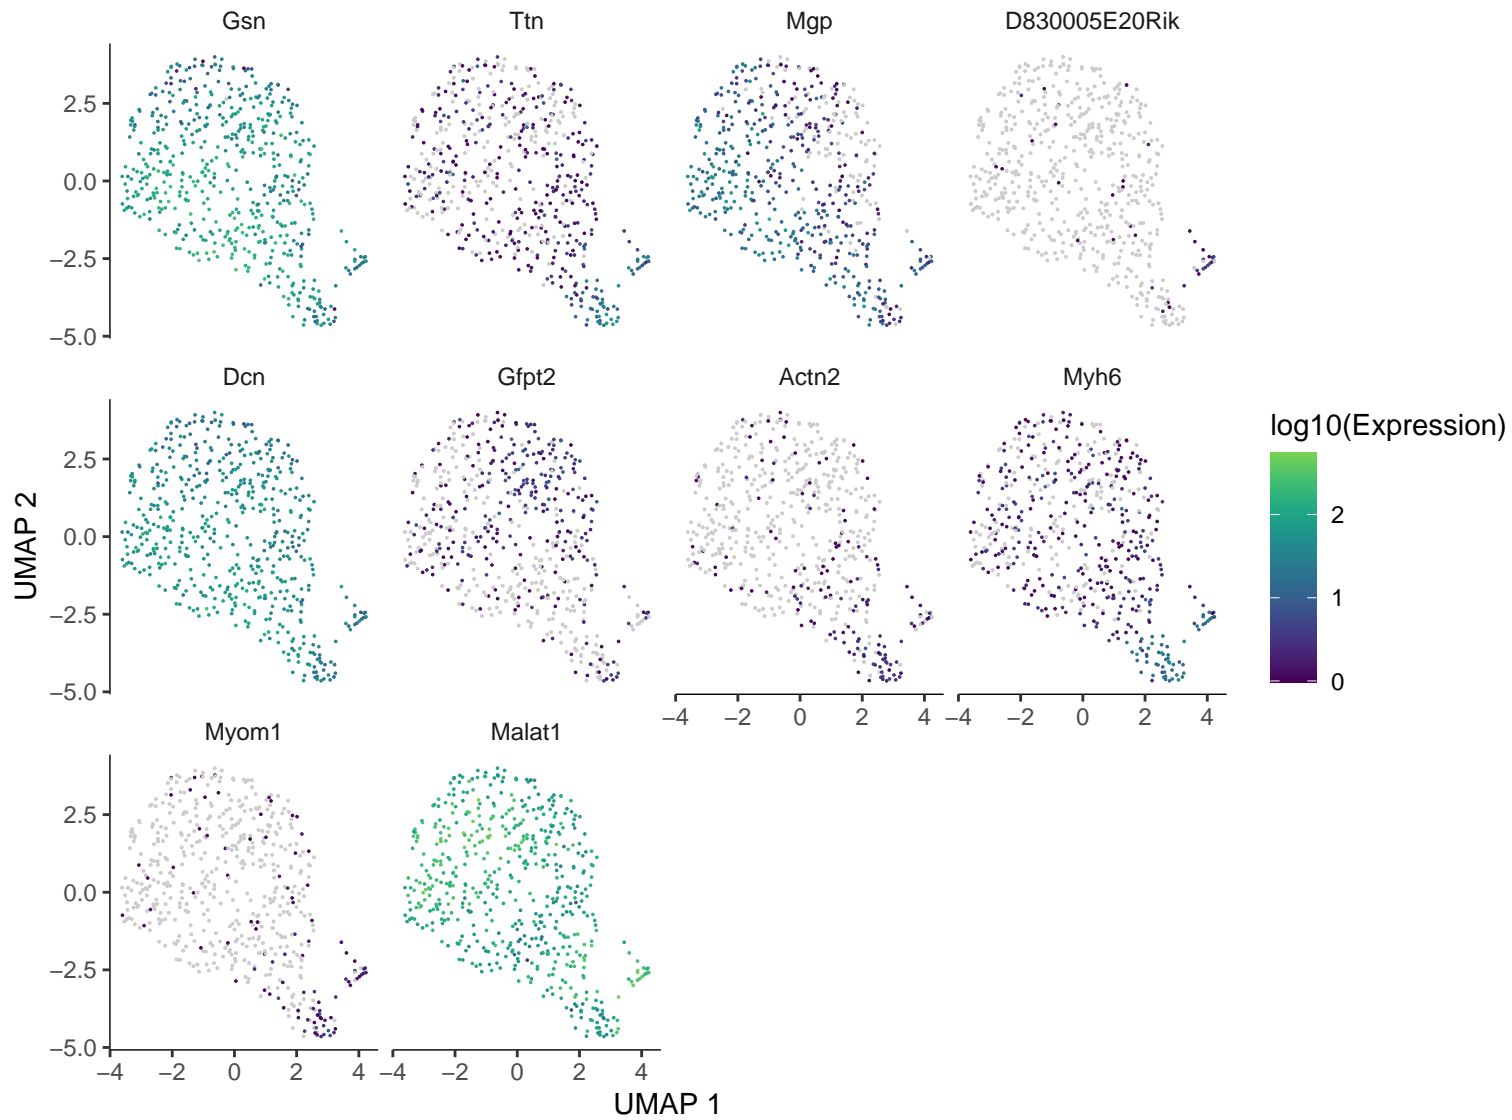 Gsn Ttn Mgp D830005E20Rik
2.5
0.0
−2.5
−5.0
Dcn Gfpt2 Actn2 Myh6
2.5
0.0
−2.5
−5.0
−4 −2 0 2 4 −4 −2 0 2 4
Myom1 Malat1
2.5
0.0
−2.5
−5.0
−4 −2 0 2 4 −4 −2 0 2 4
UMAP 1
UMAP 2
log10(Expression)
2
1
0